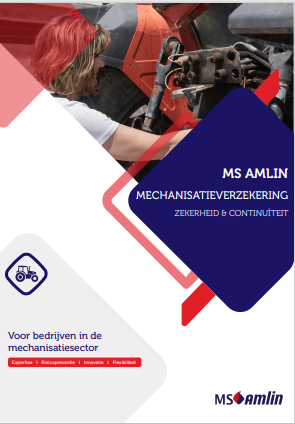 MS AMLIN
MECHANISATIEVERZEKERING
ZEKERHEID & CONTINUÏTEIT
Voor bedrijven in de
mechanisatiesector
Expertise | Risicopreventie | Innovatie | Flexibiliteit
MS Amlin